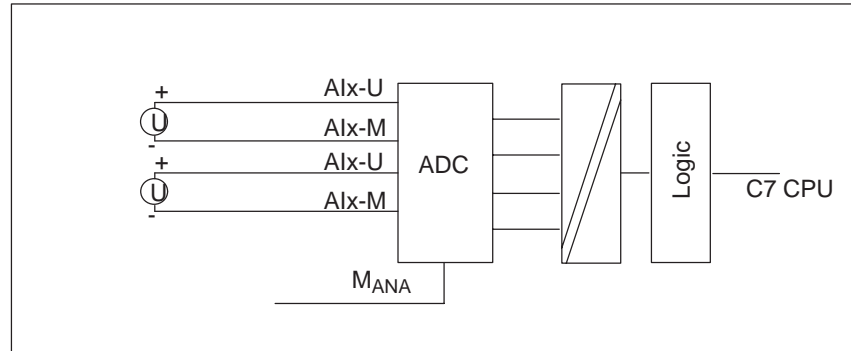 +
AIx-U
U
AIx-M
-
+
AIx-U
U
AIx-M
-
ADC
Logic
C7 CPU
MANA